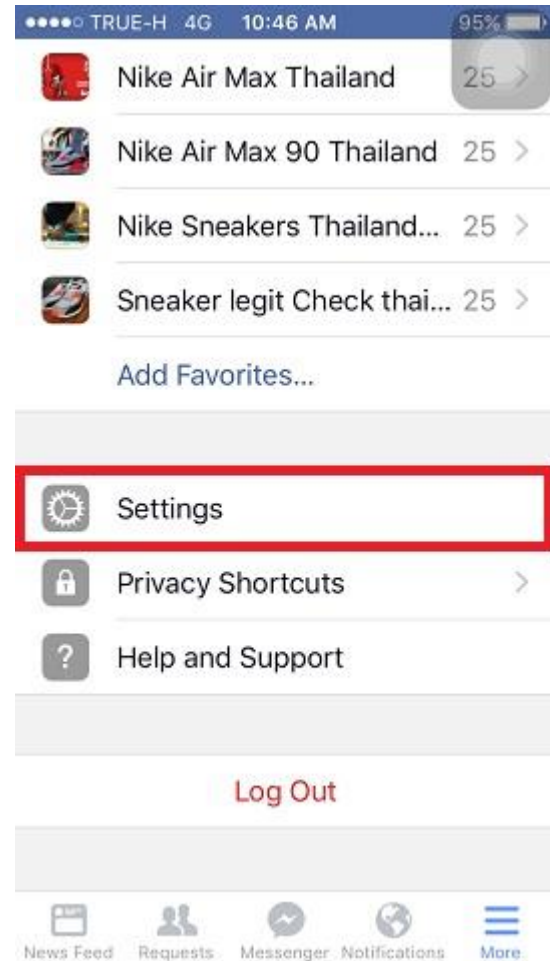 TRUE-H 4G 10:46 AM 95%
Nike Air Max Thailand 25
Nike Air Max 90 Thailand 25
Nike Sneakers Thailand... 25
Sneaker legit Check thai... 25
Add Favorites...
Settings
Privacy Shortcuts
? Help and Support
Log Out
News Feed Requests Messenger Notifications More